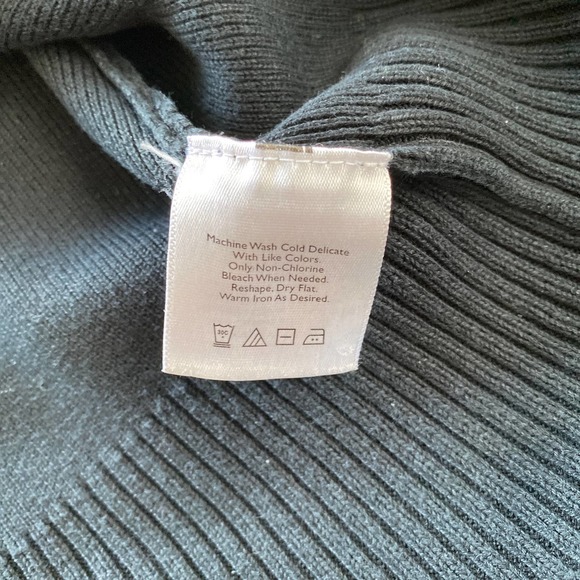 Machine Wash Cold Delicate
With Like Colors.
Only Non-Chlorine
Bleach When Needed.
Reshape, Dry Flat.
Warm Iron As Desired.
30C